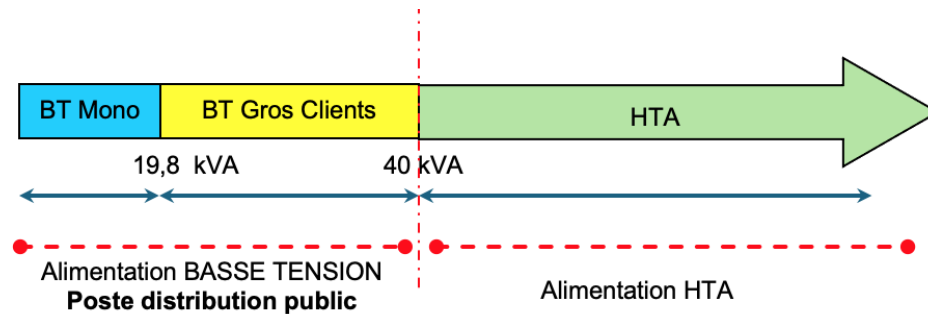 BT Mono
BT Gros Clients
HTA
19,8 kVA
40 kVA
Alimentation BASSE TENSION
Poste distribution public
Alimentation HTA